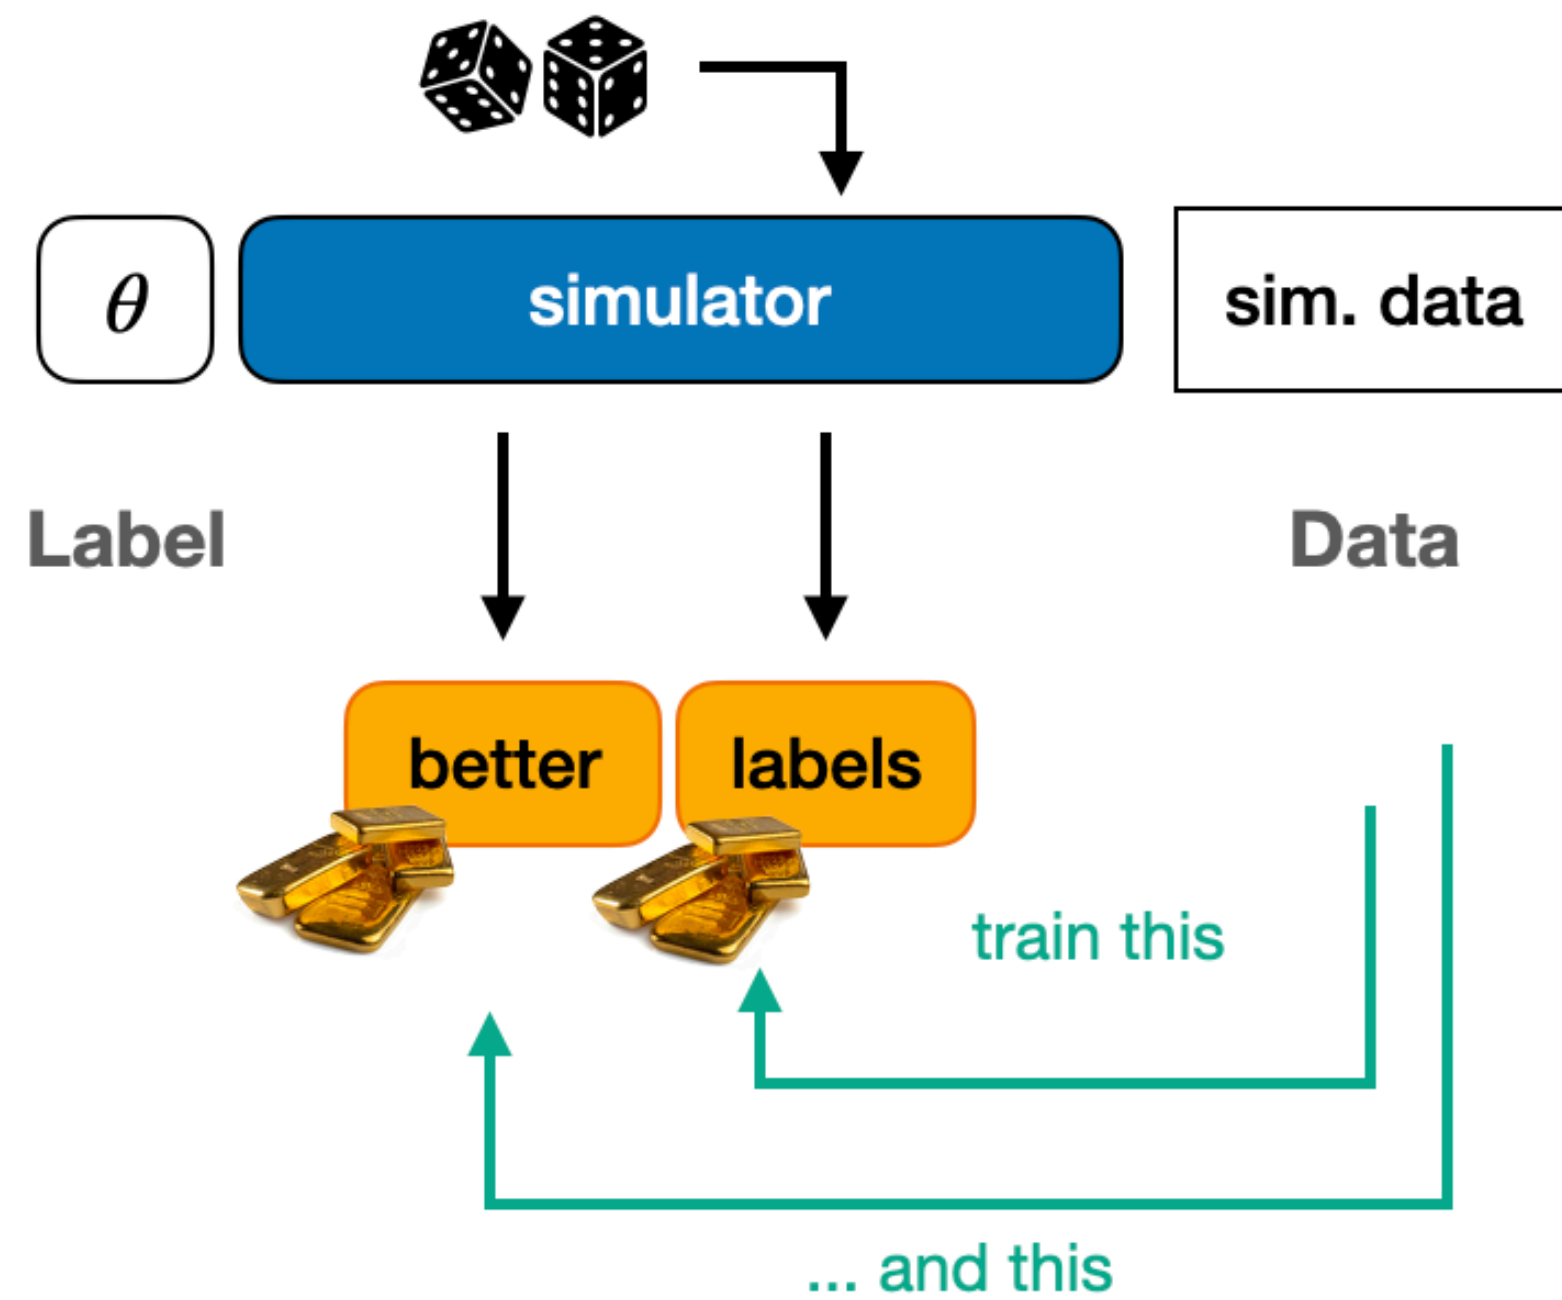 θ
simulator
sim. data
Label
Data
better
labels
train this
... and this